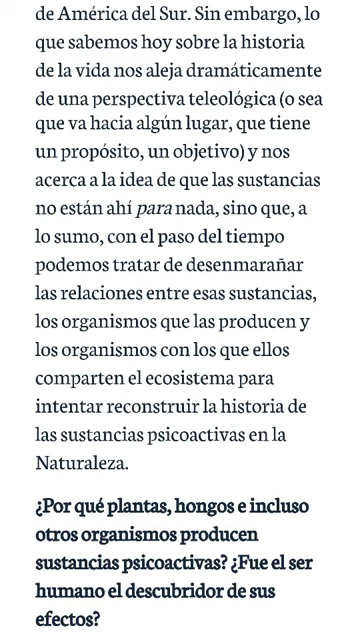 de América del Sur. Sin embargo, lo
que sabemos hoy sobre la historia
de la vida nos aleja dramáticamente
de una perspectiva teleológica (o sea
que va hacia algún lugar, que tiene
un propósito, un objetivo) y nos
acerca a la idea de que las sustancias
no están ahí para nada, sino que, a
lo sumo, con el paso del tiempo
podemos tratar de desenmarañar
las relaciones entre esas sustancias,
los organismos que las producen y
los organismos con los que ellos
comparten el ecosistema para
intentar reconstruir la historia de
las sustancias psicoactivas en la
Naturaleza.
¿Por qué plantas, hongos e incluso
otros organismos producen
sustancias psicoactivas? ¿Fue el ser
humano el descubridor de sus
efectos?